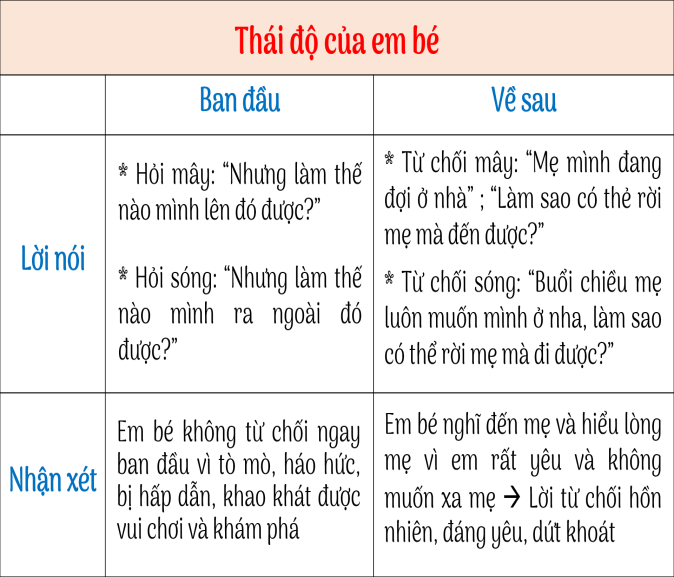 Thái độ của em bé
Ban đầu
Về sau
Lời nói
* Hỏi mây: “Nhưng làm thế
nào mình lên đó được?”
* Hỏi sóng: “Nhưng làm thế
nào mình ra ngoài đó
được?”
* Từ chối mây: “Mẹ mình đang
đợi ở nhà” ; “Làm sao có thẻ rời
mẹ mà đến được?”
* Từ chối sóng: “Buổi chiều mẹ
luôn muốn mình ở nha, làm sao
có thể rời mẹ mà đi được?”
Nhận xét
Em bé không từ chối ngay
ban đầu vì tò mò, háo hức,
bị hấp dẫn, khao khát được
vui chơi và khám phá
Em bé nghĩ đến mẹ và hiểu lòng
mẹ vì em rất yêu và không
muốn xa mẹ → Lời từ chối hồn
nhiên, đáng yêu, dứt khoát